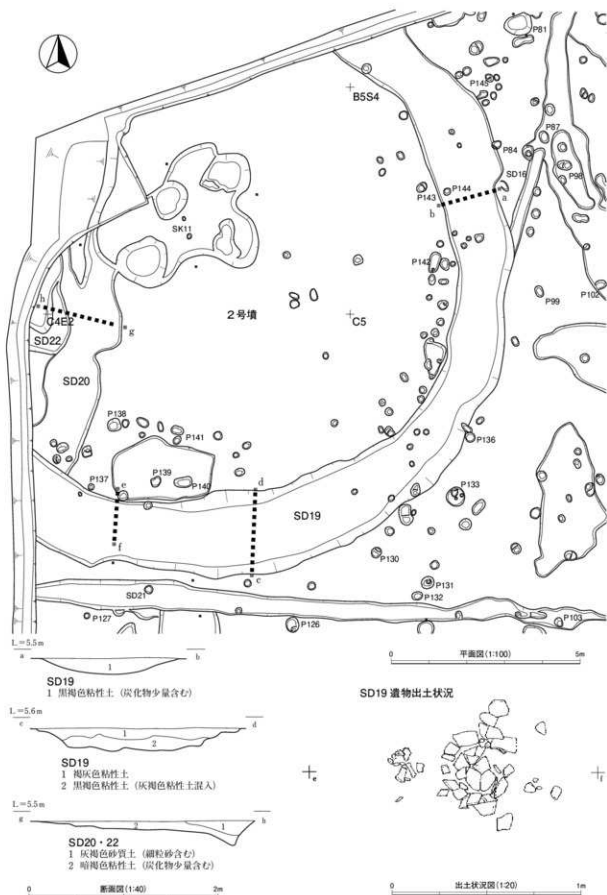 P81
B5S4
P145
P87
P84
P98
SD16
a
P143
P144
b
SK11
P142
P102
P99
h
C4E2
2号墳
C5
g
SD22
SD20
P138
P141
P136
P137
P139
P140
e
d
P133
SD19
f
c
P130
P131
SD21
P132
P127
P126
P103
L=5.5m
a
b
1
SD19
1 黒褐色粘性土(炭化物少量含む)
0
平面図(1:100)
5m
L=5.6m
c
d
1
2
SD19
1 褐灰色粘性土
2 黒褐色粘性土(灰褐色粘性土混入)
L=5.5m
g
h
2
1
SD20・22
1 灰褐色砂質土(細粒砂含む)
2 暗褐色粘性土(炭化物少量含む)
0
断面図(1:40)
2m
SD19 遺物出土状況
e
f
0
出土状況図(1:20)
1m